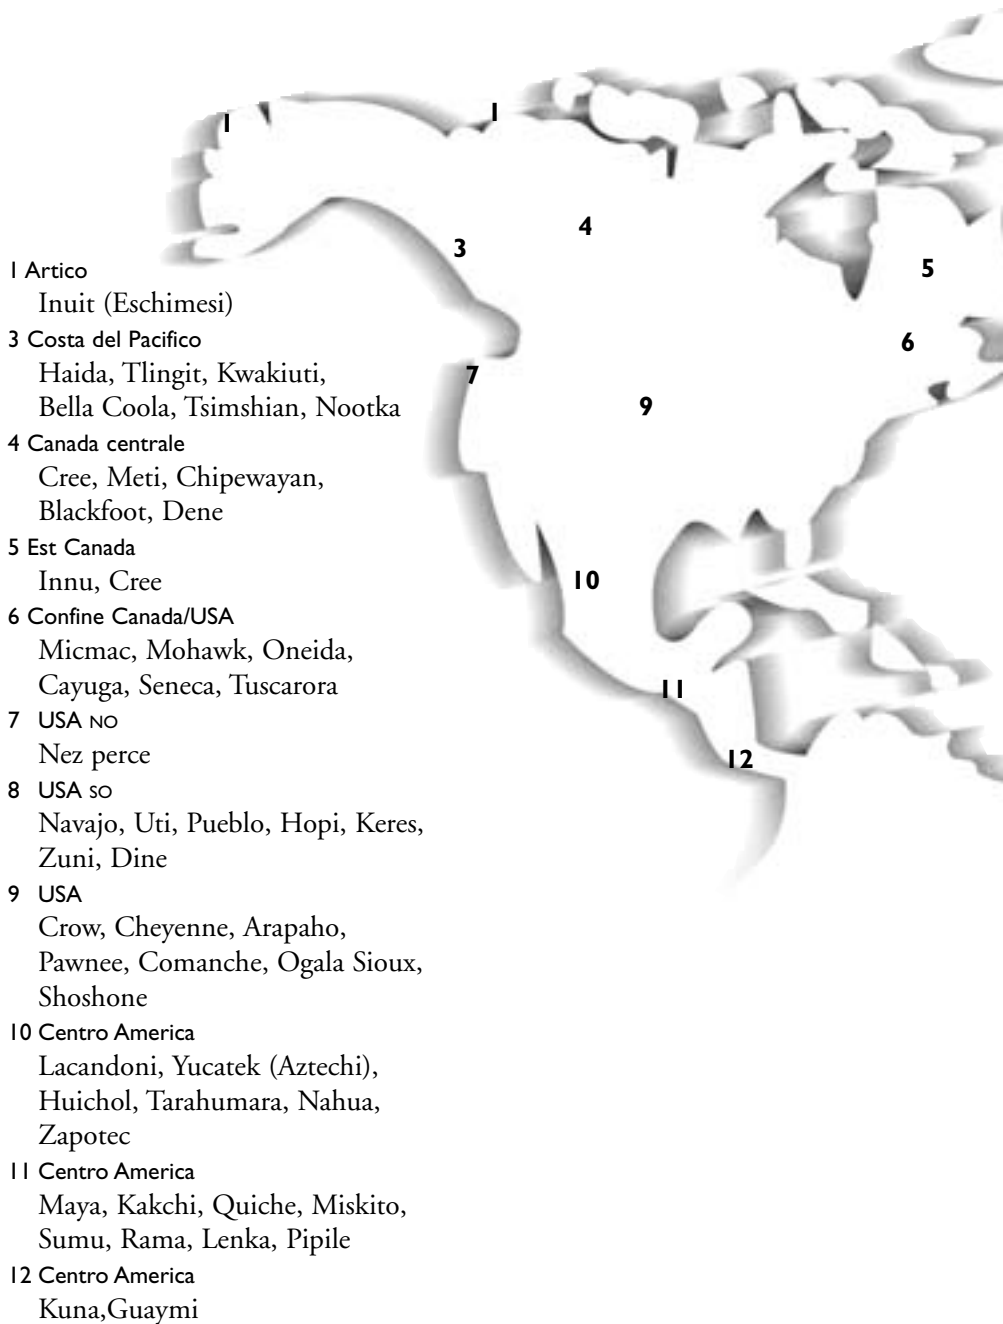 1 Artico
Inuit (Eschimesi)
3 Costa del Pacifico
Haida, Tlingit, Kwakiuti,
Bella Coola, Tsimshian, Nootka
4 Canada centrale
Cree, Meti, Chipewayan,
Blackfoot, Dene
5 Est Canada
Innu, Cree
6 Confine Canada/USA
Micmac, Mohawk, Oneida,
Cayuga, Seneca, Tuscarora
7 USA NO
Nez perce
8 USA SO
Navajo, Uti, Pueblo, Hopi, Keres,
Zuni, Dine
9 USA
Crow, Cheyenne, Arapaho,
Pawnee, Comanche, Ogala Sioux,
Shoshone
10 Centro America
Lacandoni, Yucatek (Aztechi),
Huichol, Tarahumara, Nahua,
Zapotec
11 Centro America
Maya, Kakchi, Quiche, Miskito,
Sumu, Rama, Lenka, Pipile
12 Centro America
Kuna,Guaymi
1
1
3
4
5
6
7
9
10
11
12